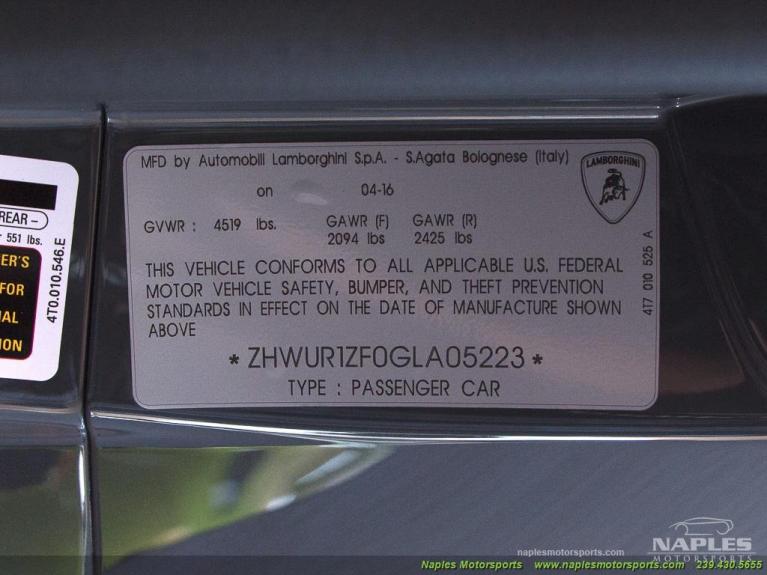 MFD by Automobili Lamborghini S.p.A. - S.Agata Bolognese (Italy)
LAMBORGHINI
on 04-16
GVWR : 4519 lbs. GAWR (F) GAWR (R)
2094 lbs 2425 lbs
THIS VEHICLE CONFORMS TO ALL APPLICABLE U.S. FEDERAL
MOTOR VEHICLE SAFETY, BUMPER, AND THEFT PREVENTION
STANDARDS IN EFFECT ON THE DATE OF MANUFACTURE SHOWN
ABOVE
* ZHWUR1ZF0GLA05223 *
TYPE : PASSENGER CAR
4T7 010 525 A
REAR -
551 lbs.
ER'S
FOR
ION
4T0.010.546.E
NAPLES
MOTORSPORTS
naplesmotorsports.com
Naples Motorsports www.naplesmotorsports.com 239.430.5655